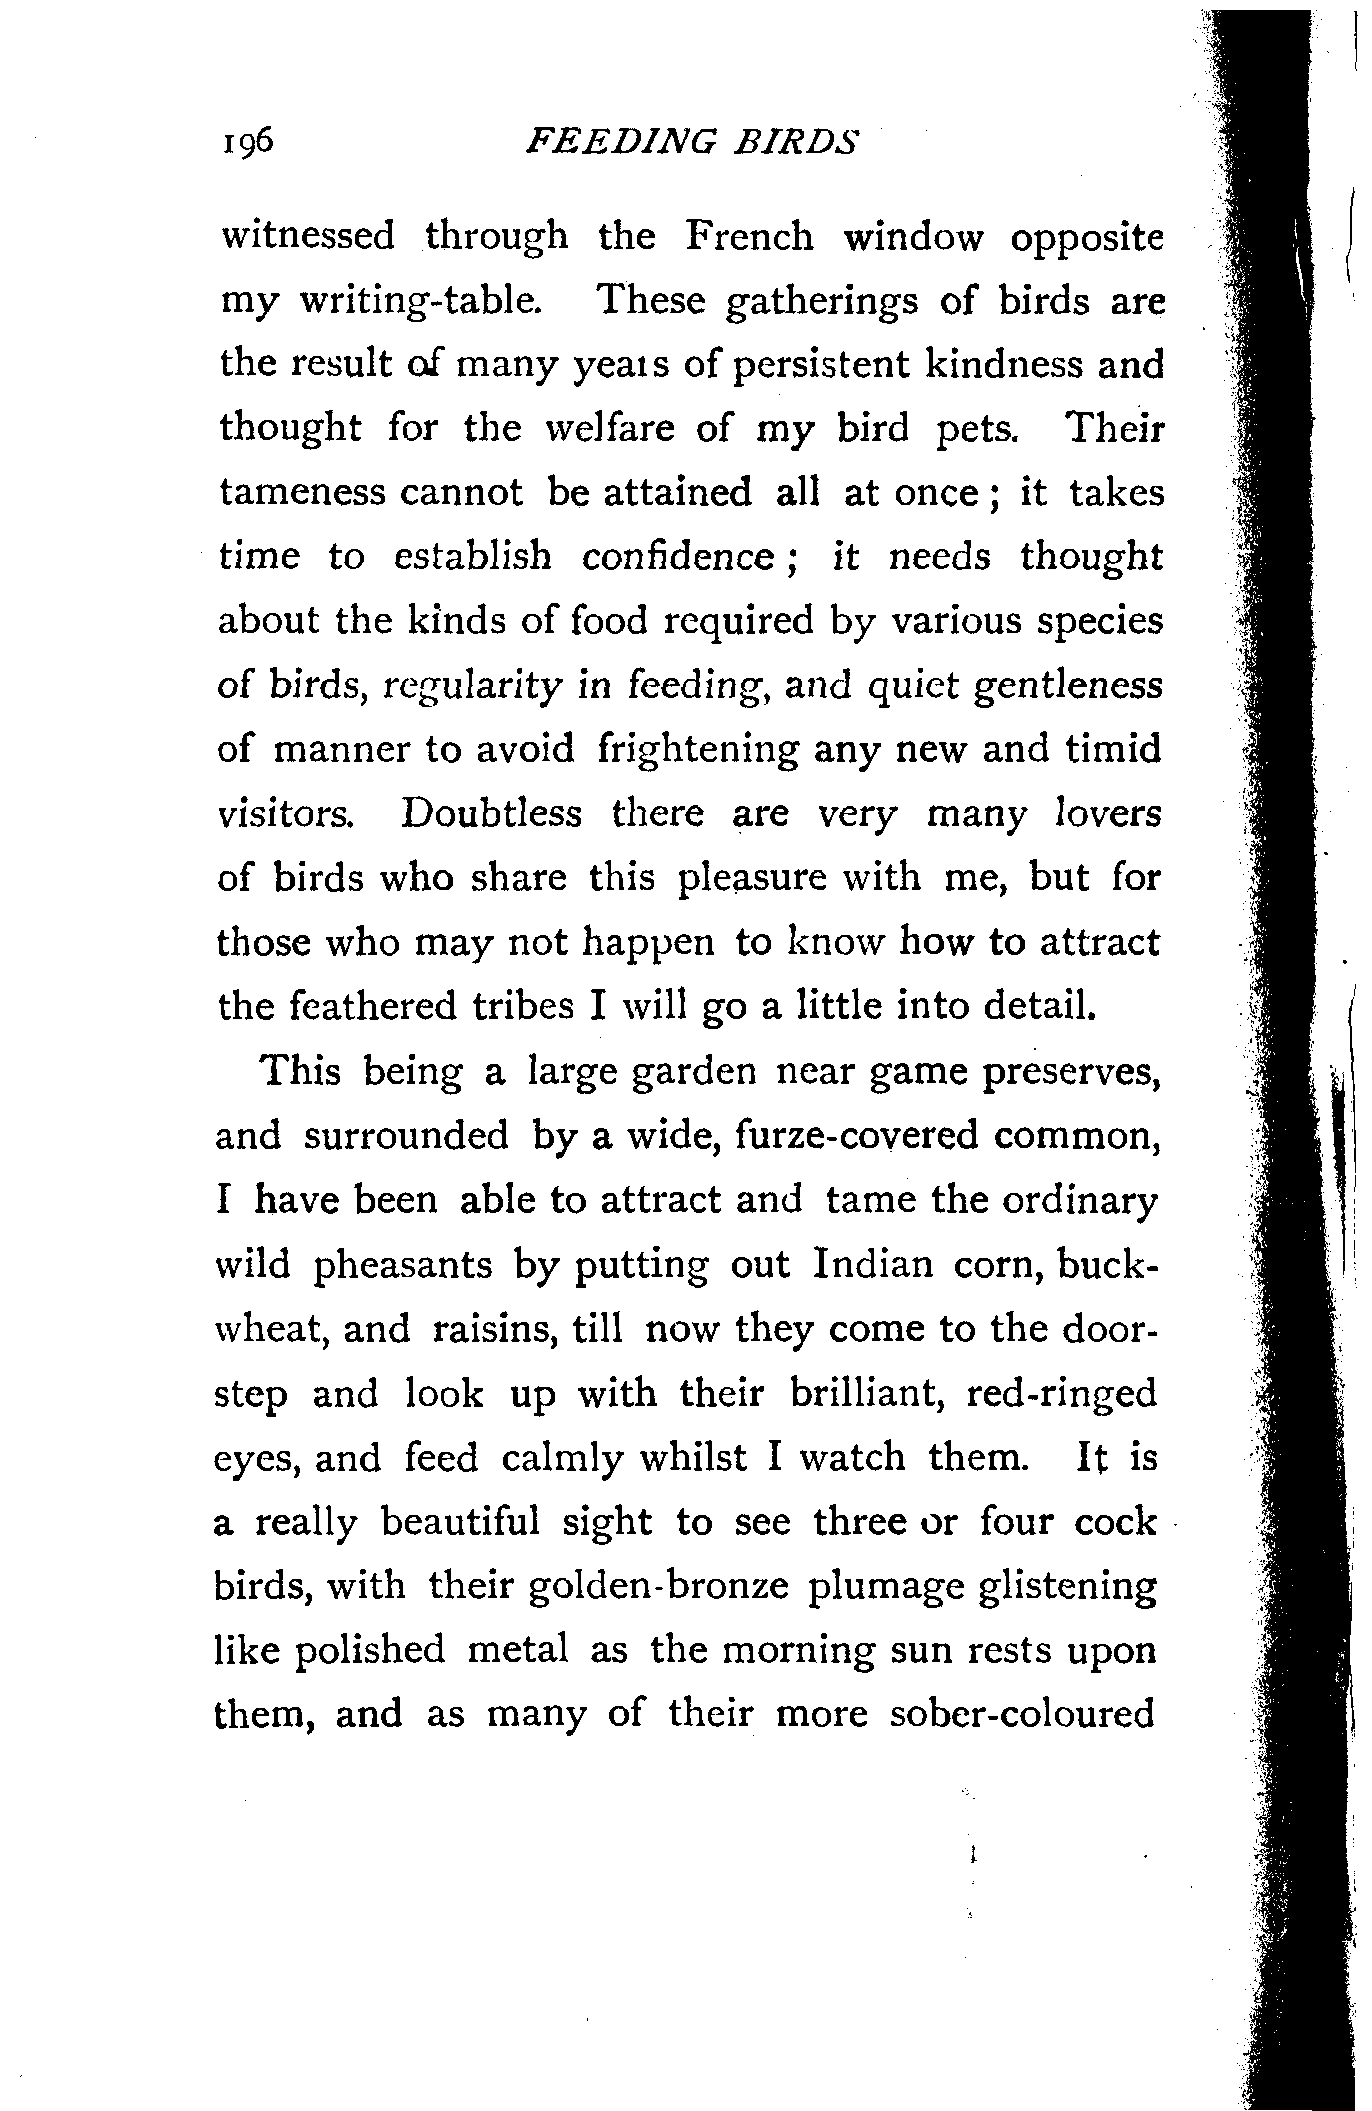 196 FEEDING BIRDS
witnessed through the French window opposite
my writing-table. These gatherings of birds are
the result of many years of persistent kindness and
thought for the welfare of my bird pets. Their
tameness cannot be attained all at once ; it takes
time to establish confidence ; it needs thought
about the kinds of food required by various species
of birds, regularity in feeding, and quiet gentleness
of manner to avoid frightening any new and timid
visitors. Doubtless there are very many lovers
of birds who share this pleasure with me, but for
those who may not happen to know how to attract
the feathered tribes I will go a little into detail.
This being a large garden near game preserves,
and surrounded by a wide, furze-covered common,
I have been able to attract and tame the ordinary
wild pheasants by putting out Indian corn, buck-
wheat, and raisins, till now they come to the door-
step and look up with their brilliant, red-ringed
eyes, and feed calmly whilst I watch them. It is
a really beautiful sight to see three or four cock
birds, with their golden-bronze plumage glistening
like polished metal as the morning sun rests upon
them, and as many of their more sober-coloured